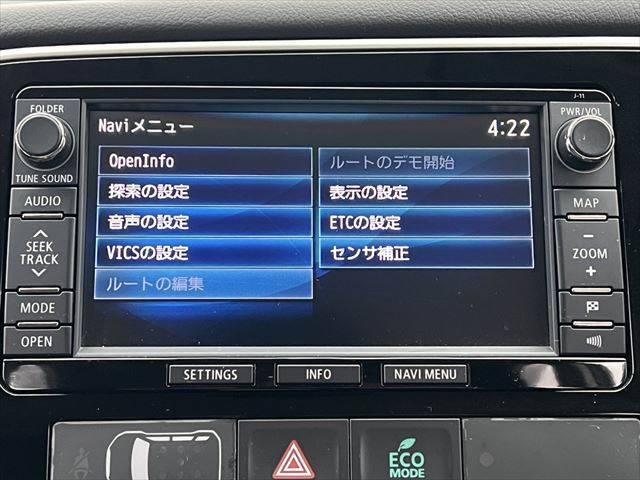 J-11
FOLDER
PWR/VOL
Naviメニュー
4:22
OpenInfo
ルートのデモ開始
探索の設定
表示の設定
音声の設定
ETCの設定
VICSの設定
センサ補正
ルートの編集
TUNE SOUND
AUDIO
SEEK
TRACK
MODE
OPEN
MAP
−
ZOOM
+
SETTINGS
INFO
NAVI MENU
ECO
MODE